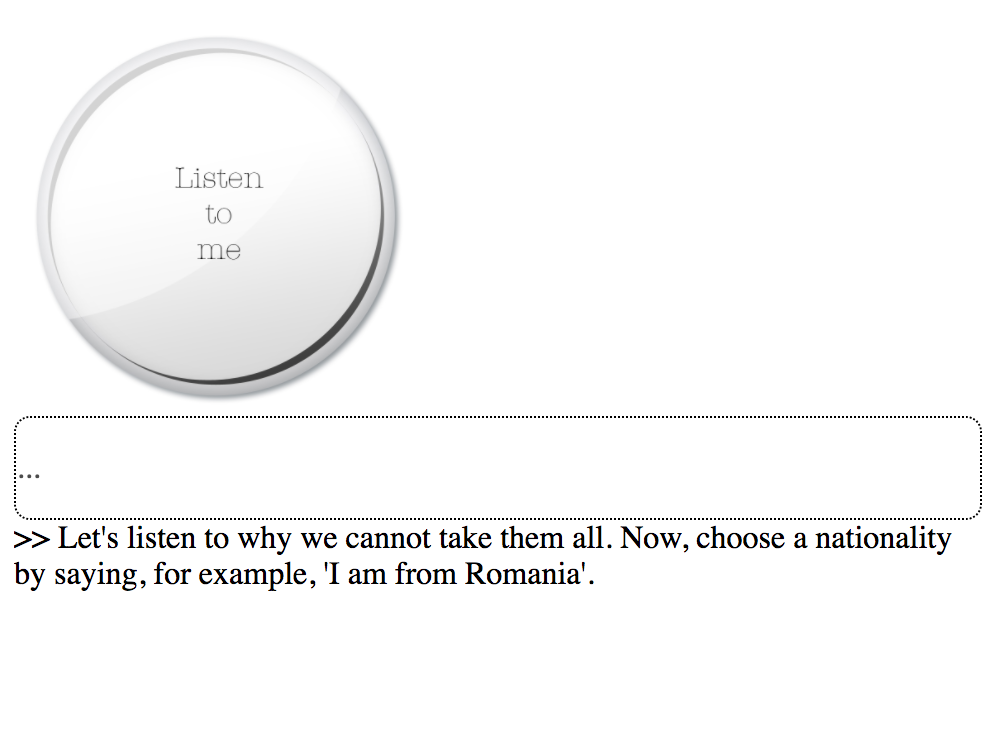 Listen
to
me
...
>> Let's listen to why we cannot take them all. Now, choose a nationality
by saying, for example, 'I am from Romania'.